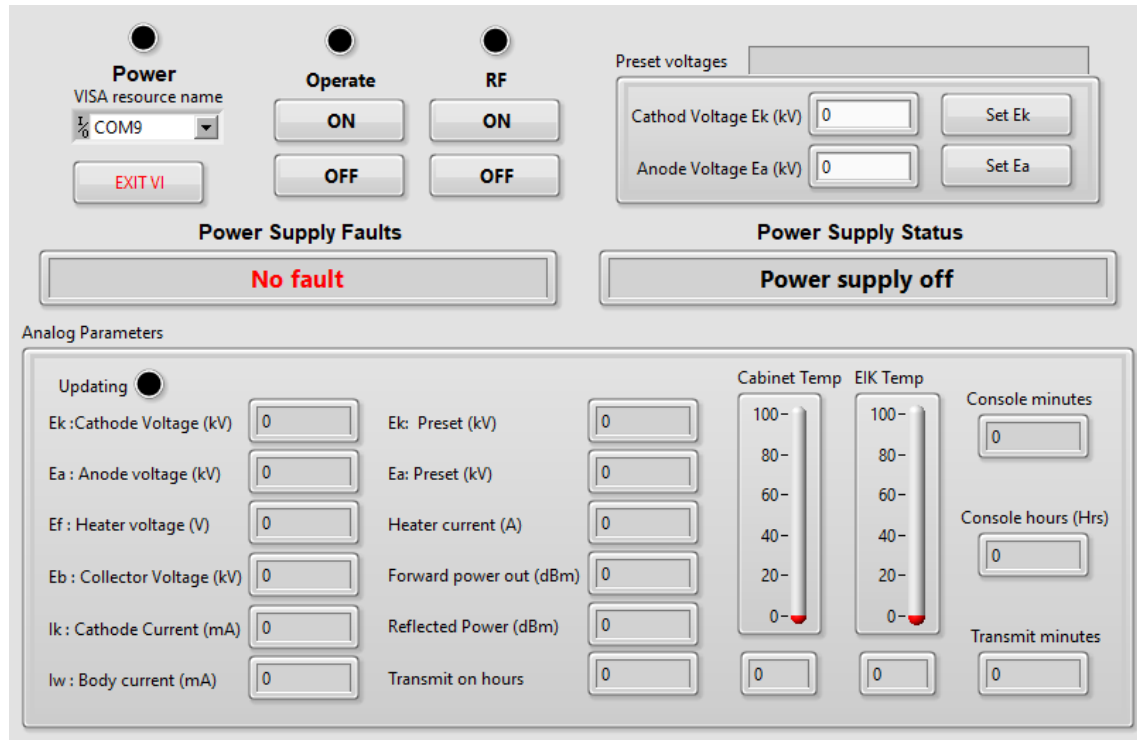 Power
VISA resource name
I/0 COM9
EXIT VI
Operate
ON
OFF
RF
ON
OFF
Preset voltages
Cathod Voltage Ek (kV) 0 Set Ek
Anode Voltage Ea (kV) 0 Set Ea
Power Supply Faults
No fault
Power Supply Status
Power supply off
Analog Parameters
Updating
Ek :Cathode Voltage (kV) 0
Ea : Anode voltage (kV) 0
Ef : Heater voltage (V) 0
Eb : Collector Voltage (kV) 0
Ik : Cathode Current (mA) 0
Iw : Body current (mA) 0
Ek: Preset (kV) 0
Ea: Preset (kV) 0
Heater current (A) 0
Forward power out (dBm) 0
Reflected Power (dBm) 0
Transmit on hours 0
Cabinet Temp
100
80
60
40
20
0
0
EIK Temp
100
80
60
40
20
0
0
Console minutes
0
Console hours (Hrs)
0
Transmit minutes
0